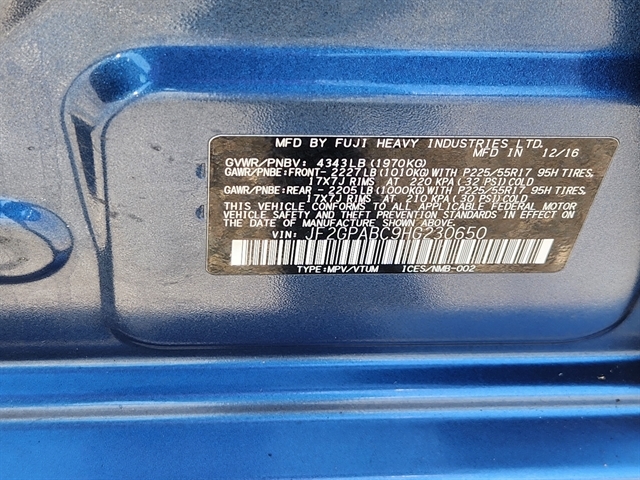 MFD BY FUJI HEAVY INDUSTRIES LTD.
MFD IN 12/16
GVWR/PNBV: 4343LB(1970KG)
GAWR/PNBE:FRONT-2227LB(1010KG)WITH P225/55R17 95H TIRES,
17X7J RIMS AT 220 KPA(32 PSI)COLD
GAWR/PNBE:REAR -2205LB(1000KG)WITH P225/55R17 95H TIRES,
17X7J RIMS AT 210 KPA(30 PSI)COLD
THIS VEHICLE CONFORMS TO ALL APPLICABLE FEDERAL MOTOR
VEHICLE SAFETY AND THEFT PREVENTION STANDARDS IN EFFECT ON
THE DATE OF MANUFACTURE SHOWN ABOVE.
VIN: JF2GPABC9HG230650
TYPE:MPV/VTUM ICES/NMB-002